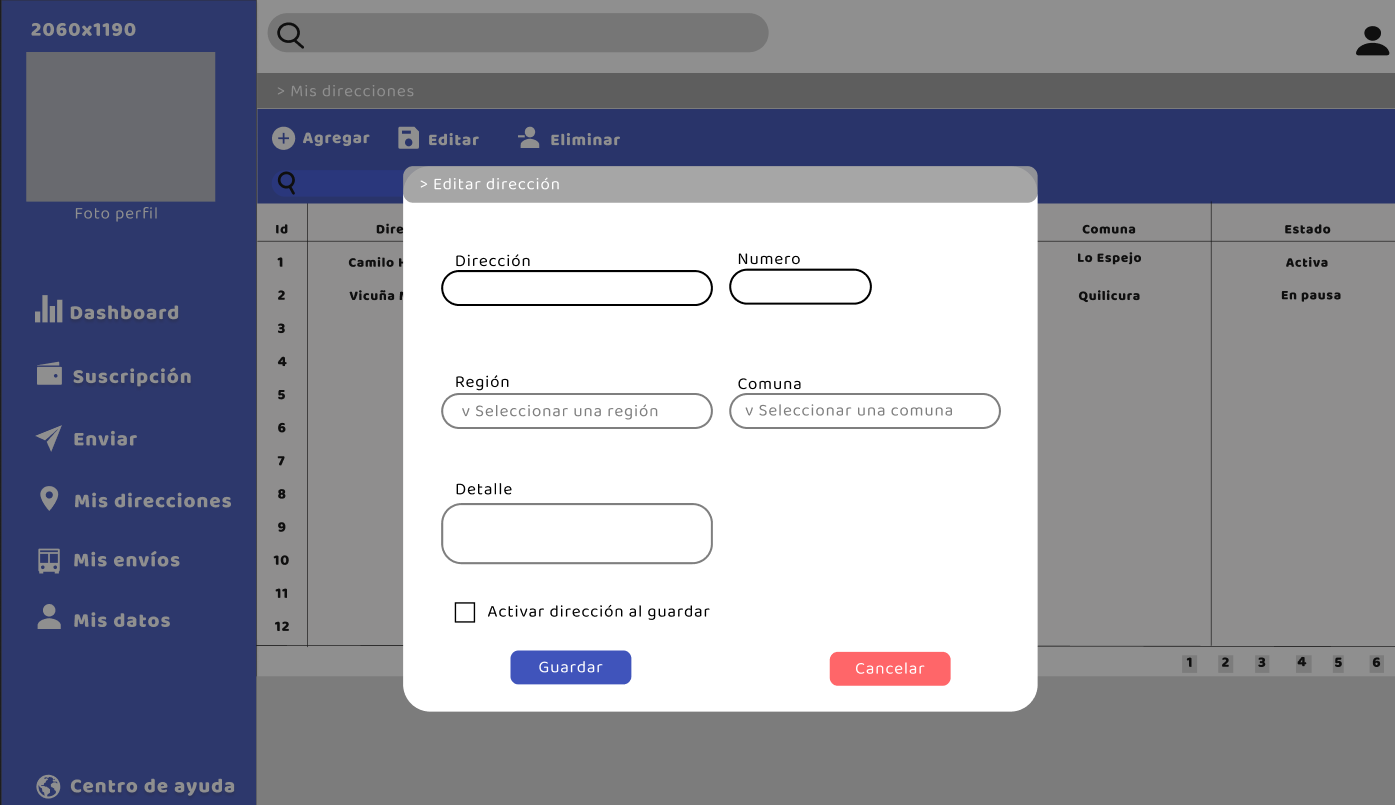 2060x1190
Foto perfil
Dashboard
Suscripción
Enviar
Mis direcciones
Mis envíos
Mis datos
Centro de ayuda
> Mis direcciones
Agregar Editar Eliminar
> Editar dirección
Dirección Numero
Región Comuna
v Seleccionar una región v Seleccionar una comuna
Detalle
Activar dirección al guardar
Guardar Cancelar
Id Dire Comuna Estado
1 Camilo Lo Espejo Activa
2 Vicuña Quilicura En pausa
3
4
5
6
7
8
9
10
11
12
1 2 3 4 5 6